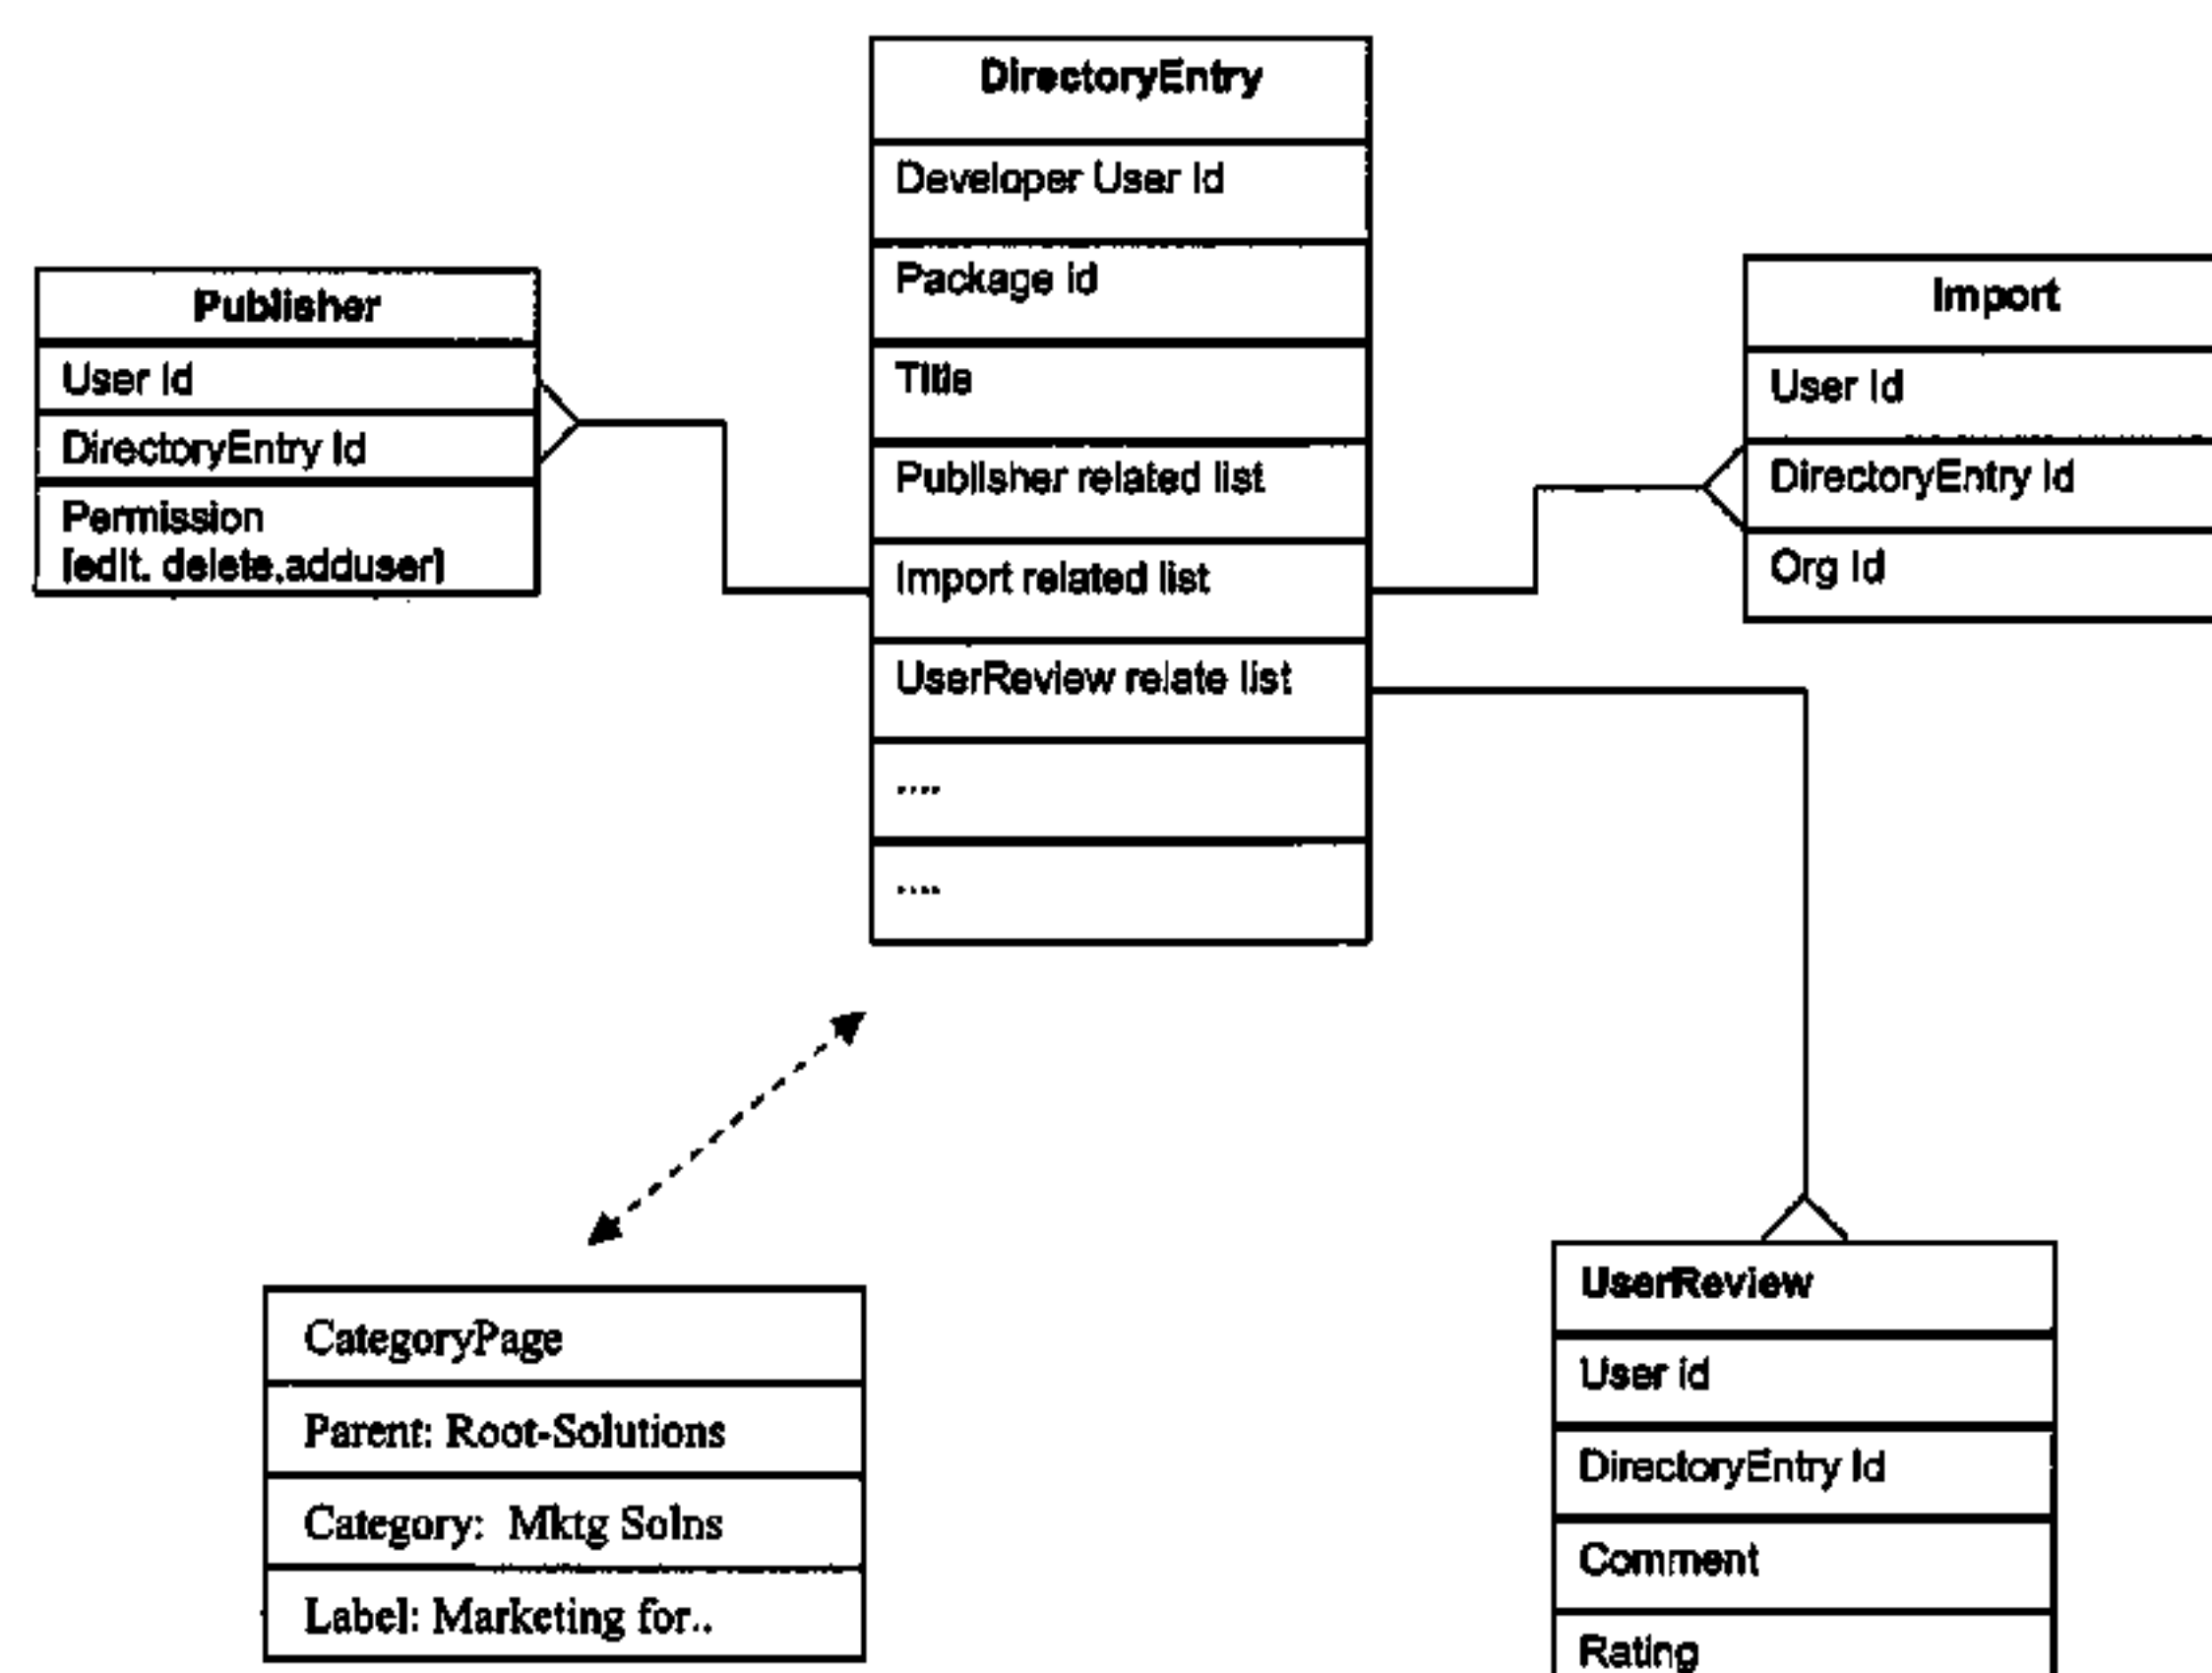 DirectoryEntry
Developer User Id
Package id
Title
Publisher related list
Import related list
UserReview relate list
....
....
Publisher
User Id
DirectoryEntry Id
Permission
[edit. delete,adduser]
Import
User Id
DirectoryEntry Id
Org Id
CategoryPage
Parent: Root-Solutions
Category: Mktg Solns
Label: Marketing for..
UserReview
User id
DirectoryEntry Id
Comment
Rating